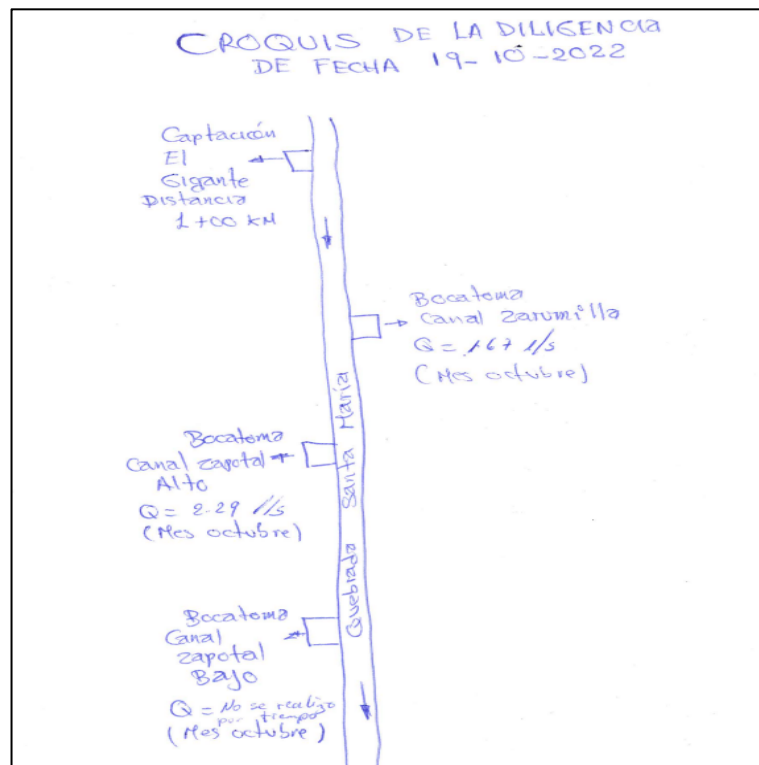 CROQUIS DE LA DILIGENCIA
DE FECHA 19-10-2022
Captación
El
Gigante
Distancia
1+00 KM
Bocatoma
Canal Zarumilla
Q = 1.67 l/s
(Mes octubre)
Bocatoma
Canal Zapotal
Alto
Q = 2.29 l/s
(Mes octubre)
Quebrada Santa María
Bocatoma
Canal
Zapotal
Bajo
Q = No se realizo
por tiempo
(Mes octubre)